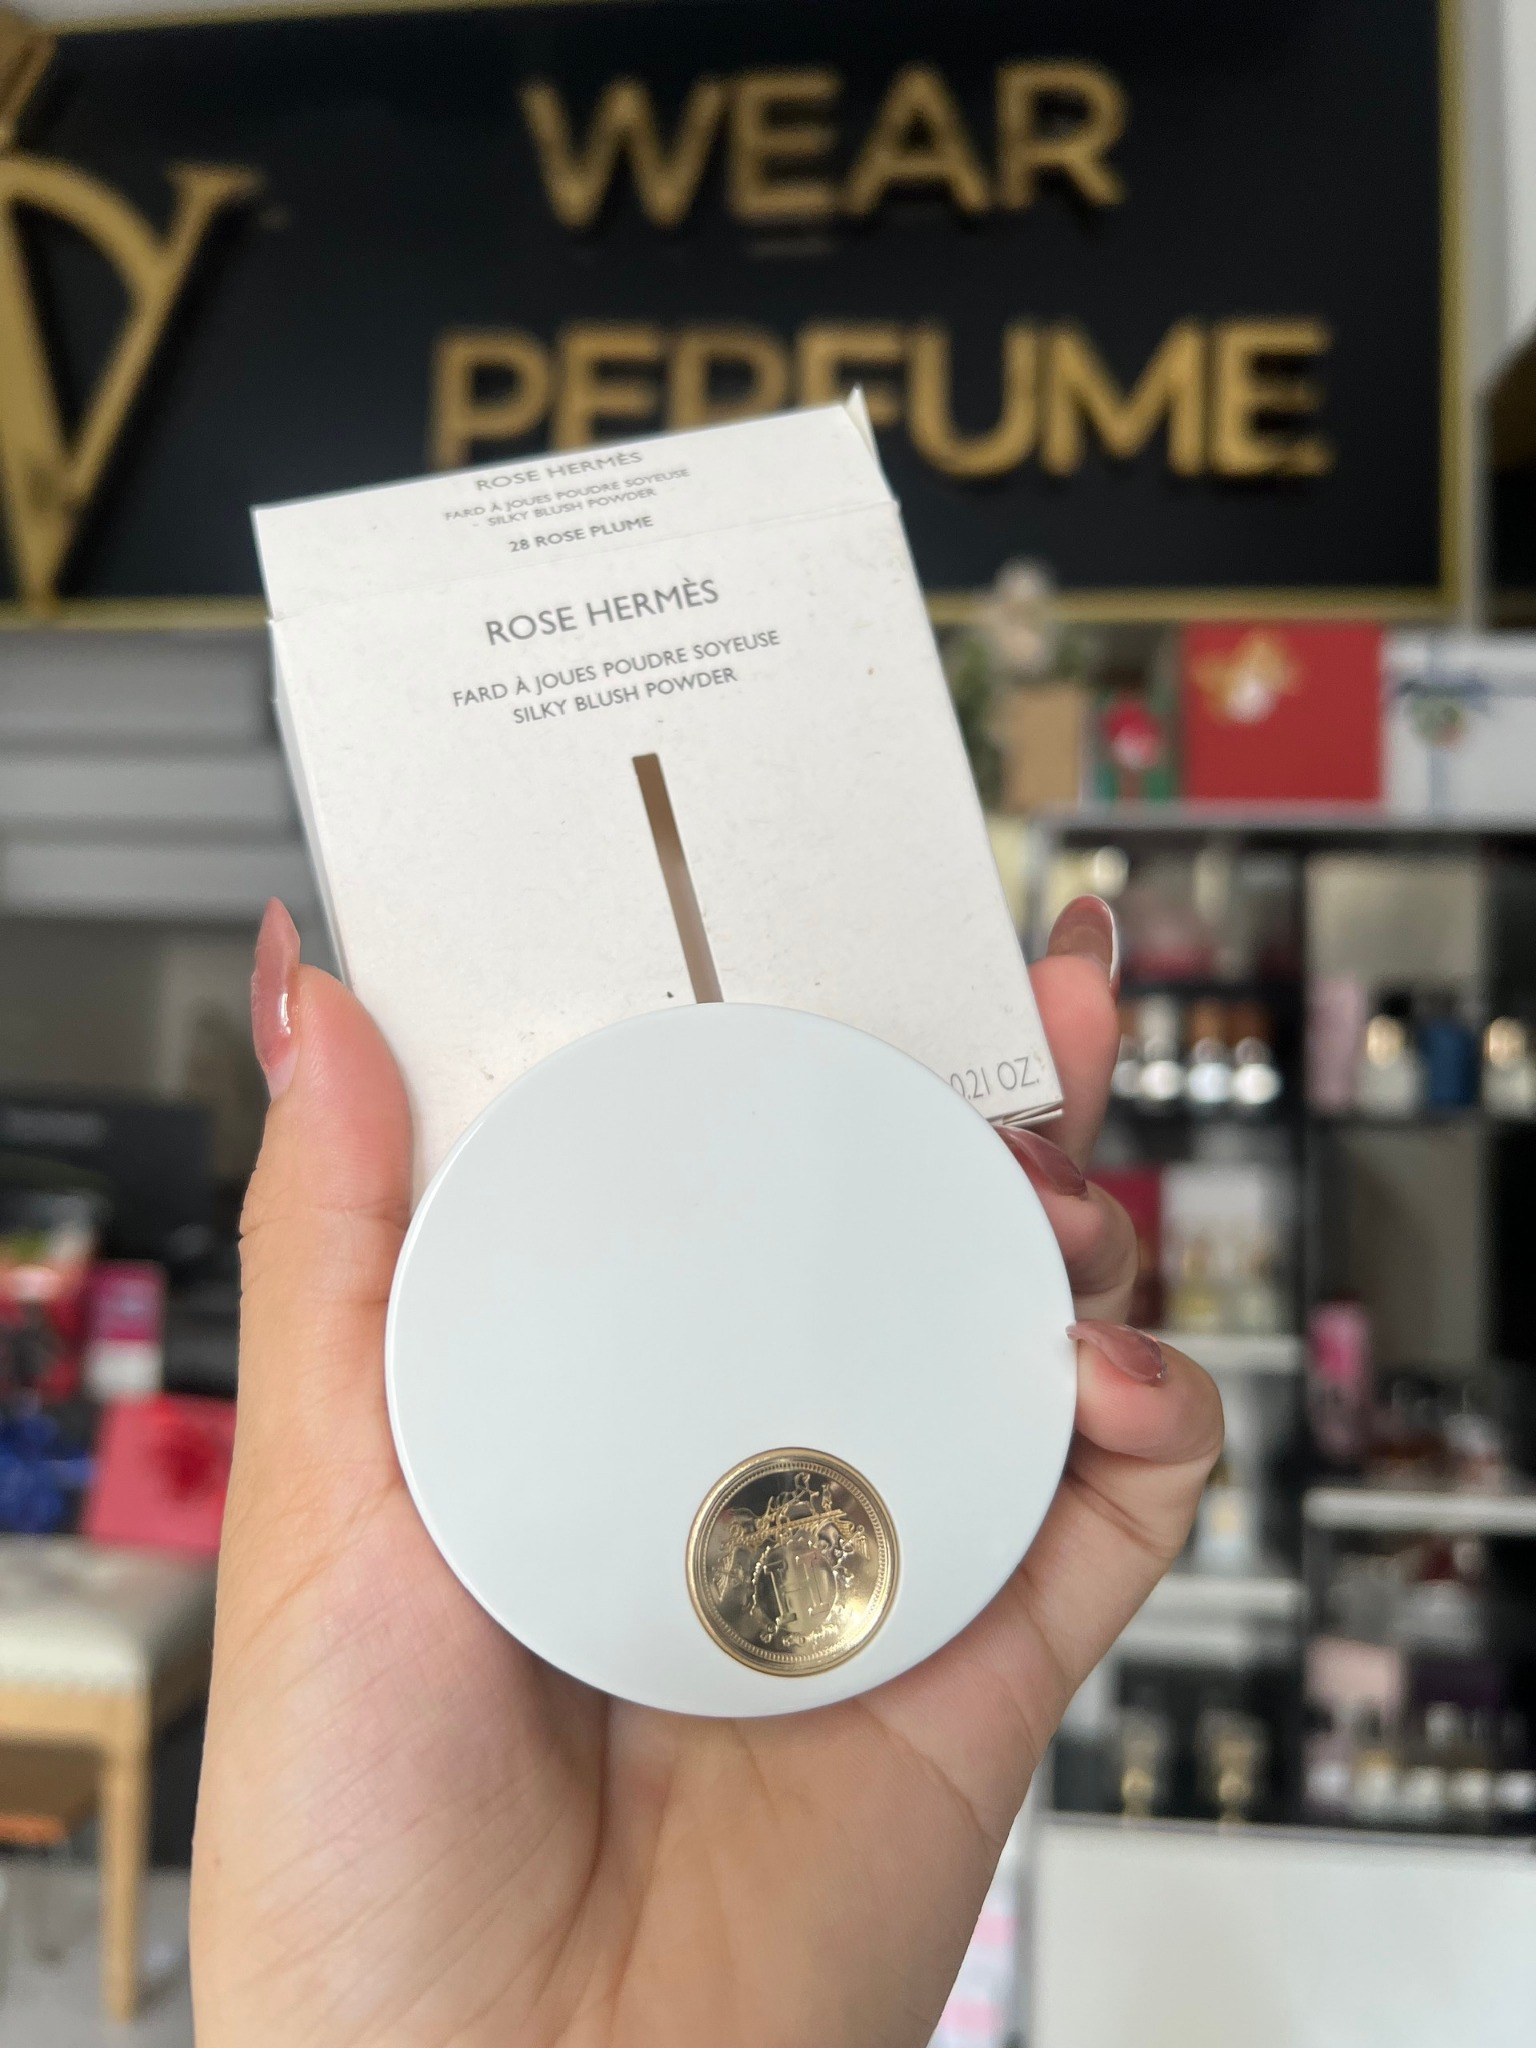 WEAR
PERFUME
ROSE HERMÈS
FARD À JOUES POUDRE SOYEUSE
SILKY BLUSH POWDER
28 ROSE PLUME
ROSE HERMÈS
FARD À JOUES POUDRE SOYEUSE
SILKY BLUSH POWDER
0.21 OZ.
H